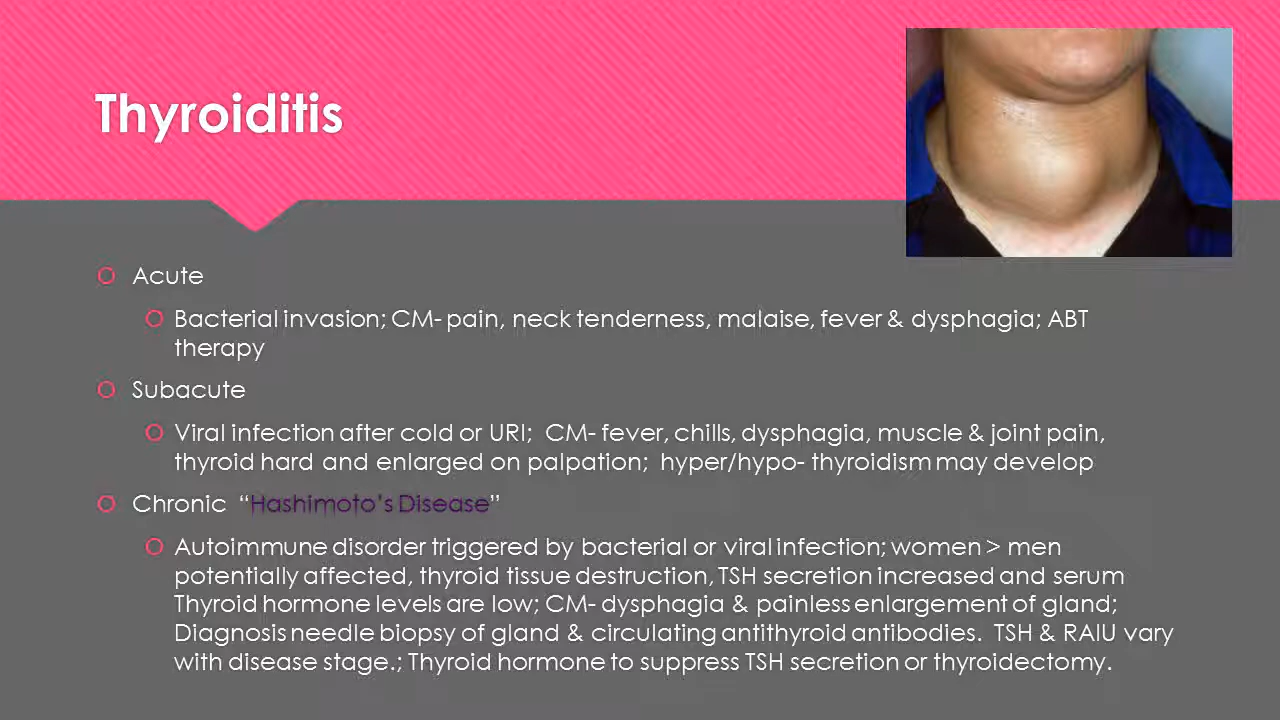 Thyroiditis
Acute
Bacterial invasion; CM- pain, neck tenderness, malaise, fever & dysphagia; ABT
therapy
Subacute
Viral infection after cold or URI;  CM- fever, chills, dysphagia, muscle & joint pain,
thyroid hard and enlarged on palpation;  hyper/hypo- thyroidism may develop
Chronic  “Hashimoto’s Disease”
Autoimmune disorder triggered by bacterial or viral infection; women > men
potentially affected, thyroid tissue destruction, TSH secretion increased and serum
Thyroid hormone levels are low; CM- dysphagia & painless enlargement of gland;
Diagnosis needle biopsy of gland & circulating antithyroid antibodies.  TSH & RAIU vary
with disease stage.; Thyroid hormone to suppress TSH secretion or thyroidectomy.